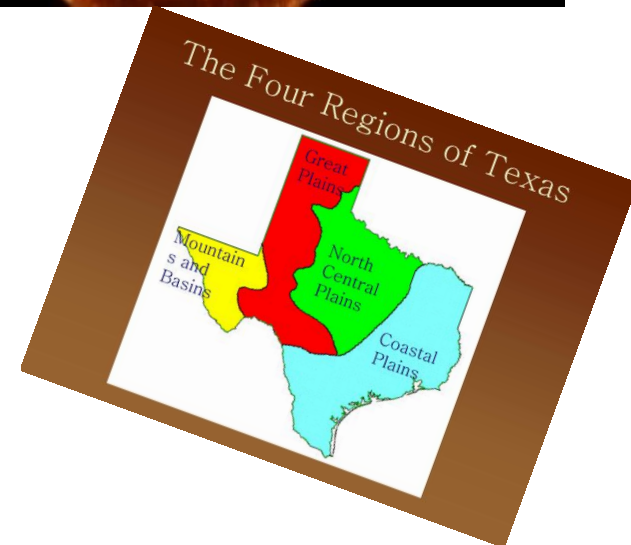 The Four Regions of Texas
Great
Plains
North
Central
Plains
Mountain
s and
Basins
Coastal
Plains